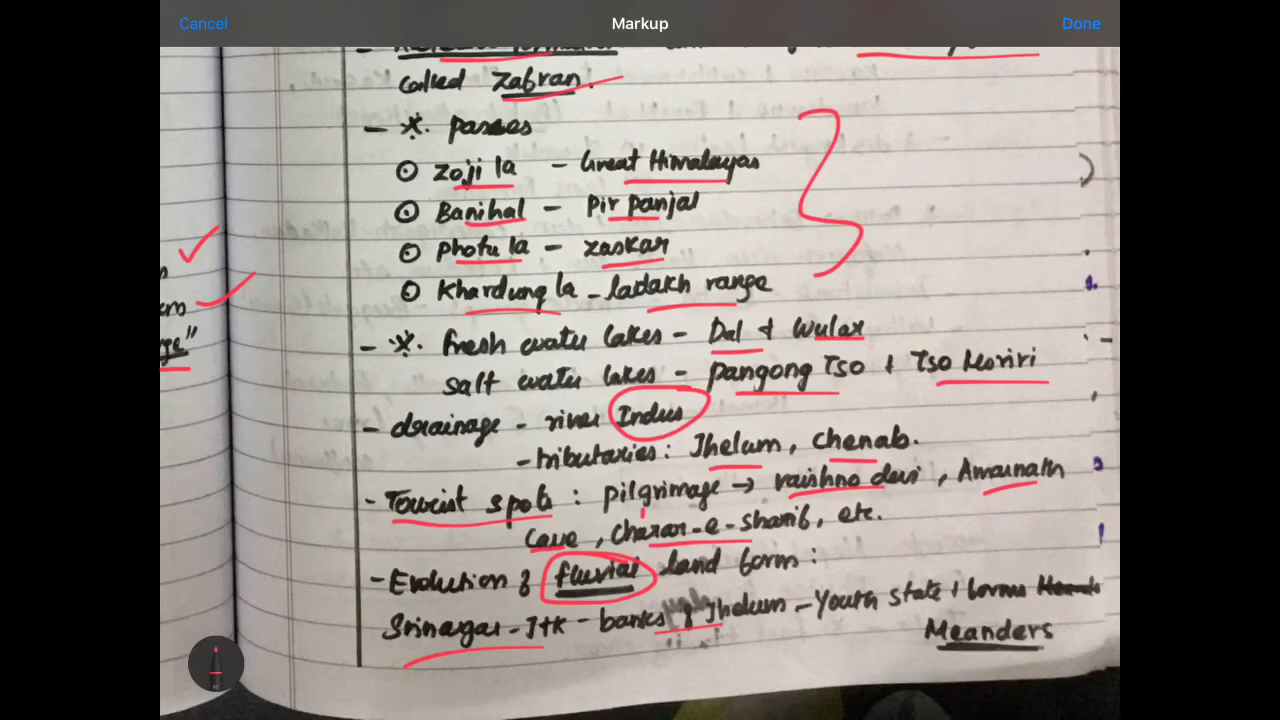 Cancel Markup Done
called Zafran.
- *. passes
⊙ Zoji la - Great Himalayas
⊙ Banihal - Pir panjal
⊙ Photu la - Zaskar
⊙ Khardung la - ladakh range
- *. fresh water lakes - Dal & Wular
salt water lakes - pangong Tso & Tso Moriri
- drainage - river Indus
- tributaries: Jhelum, Chenab.
- Tourist spots: pilgrimage → vaishno devi, Amarnath
Cave, Charar-e-sharif, etc.
- Evolution of fluvial land form:
Srinagar - J+K - banks of Jhelum - Youth state & forms
Meanders
ge"